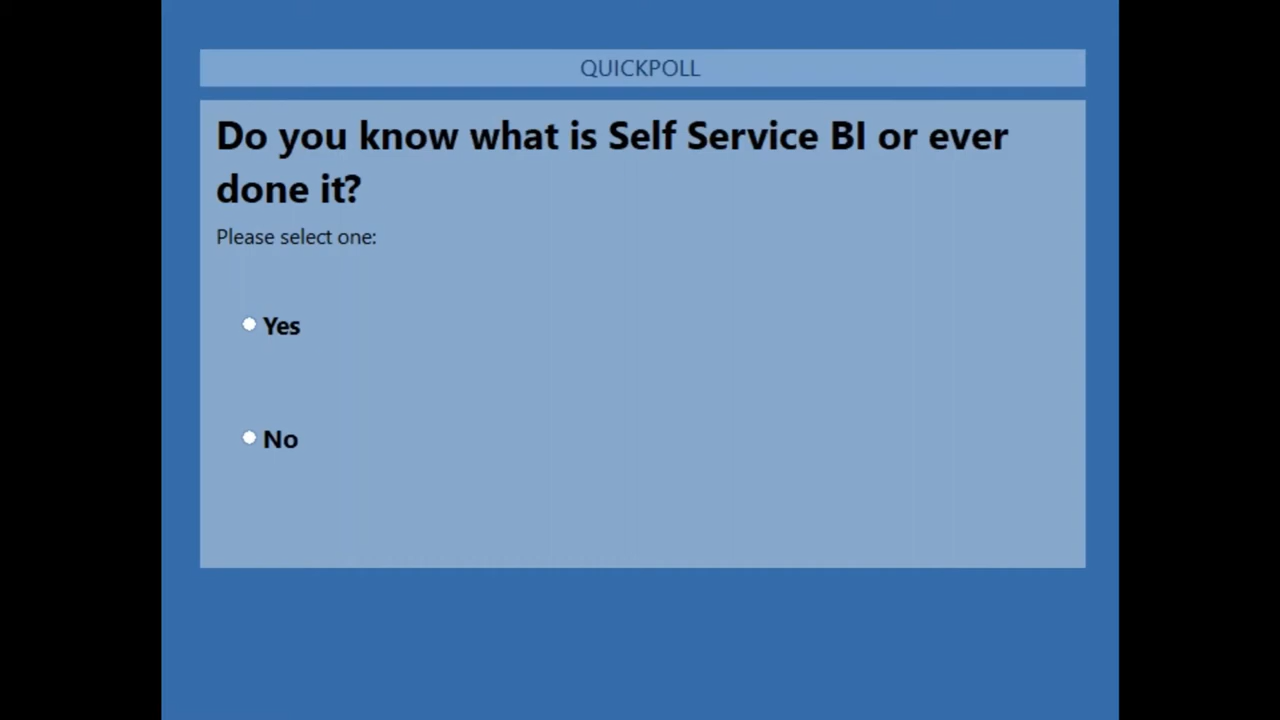 QUICKPOLL
Do you know what is Self Service BI or ever
done it?
Please select one:
Yes
No